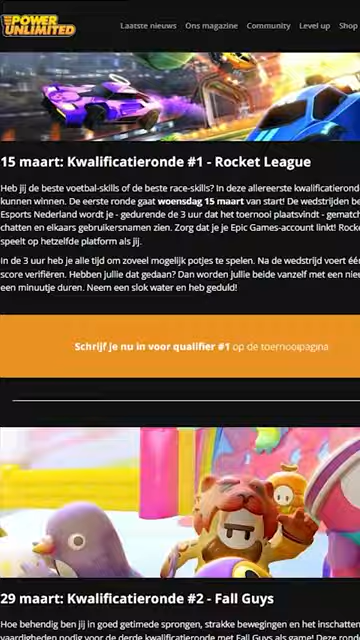 POWER
UNLIMITED
Laatste nieuws Ons magazine Community Level up Shop
15 maart: Kwalificatieronde #1 - Rocket League
Heb jij de beste voetbal-skills of de beste race-skills? In deze allereerste kwalificatieronde
kunnen winnen. De eerste ronde gaat woensdag 15 maart van start! De wedstrijden be
Esports Nederland wordt je - gedurende de 3 uur dat het toernooi plaatsvindt - gematch
chatten en elkaars gebruikersnamen zien. Zorg dat je je Epic Games-account linkt! Rocke
speelt op hetzelfde platform als jij.
In de 3 uur heb je alle tijd om zoveel mogelijk potjes te spelen. Na de wedstrijd voert één
score verifiëren. Hebben jullie dat gedaan? Dan worden jullie beide vanzelf met een nieu
een minuutje duren. Neem een slok water en heb geduld!
Schrijf je nu in voor qualifier #1 op de toernooipagina
29 maart: Kwalificatieronde #2 - Fall Guys
Hoe behendig ben jij in goed getimede sprongen, strakke bewegingen en het inschatten
vaardigheden nodig voor de derde kwalificatieronde met Fall Guys als game! Deze rond